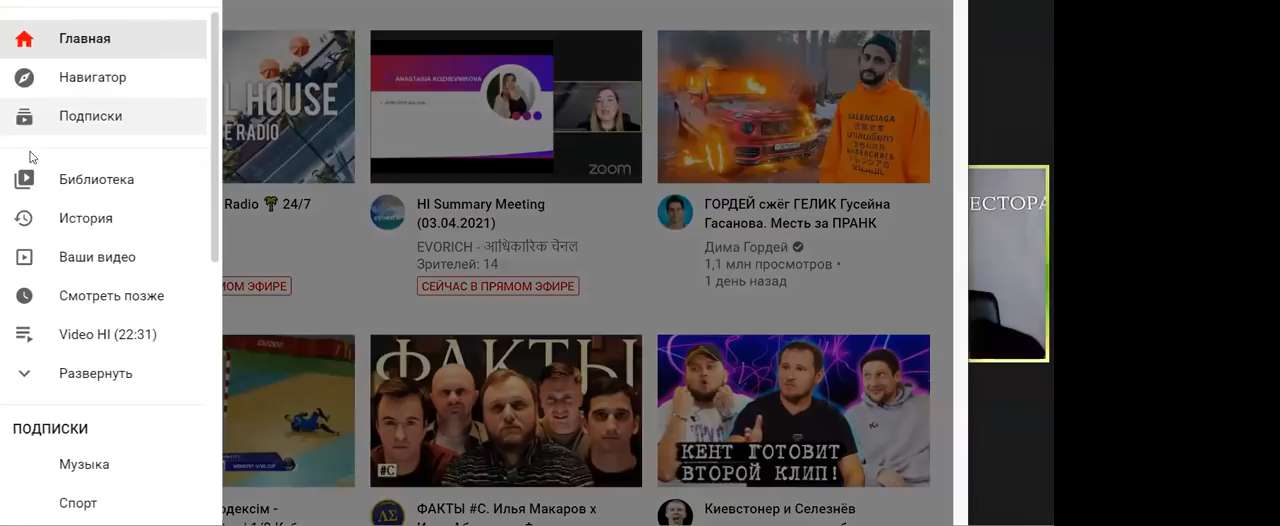 Главная
Навигатор
Подписки
Библиотека
История
Ваши видео
Смотреть позже
Video HI (22:31)
Развернуть
ПОДПИСКИ
Музыка
Спорт
L HOUSE
E RADIO
Radio 🌴 24/7
МОМ ЭФИРЕ
ANASTASIA KOZHEVNIKOVA
zoom
HI Summary Meeting
(03.04.2021)
EVORICH - आधिकारिक चेनल
Зрителей: 14
СЕЙЧАС В ПРЯМОМ ЭФИРЕ
BALENCIAGA
ГОРДЕЙ сжёг ГЕЛИК Гусейна
Гасанова. Месть за ПРАНК
Дима Гордей
1,1 млн просмотров •
1 день назад
ЕСТОРА
ФАКТЫ
#C
ФАКТЫ #С. Илья Макаров х
КЕНТ ГОТОВИТ
ВТОРОЙ КЛИП!
Киевстонер и Селезнёв